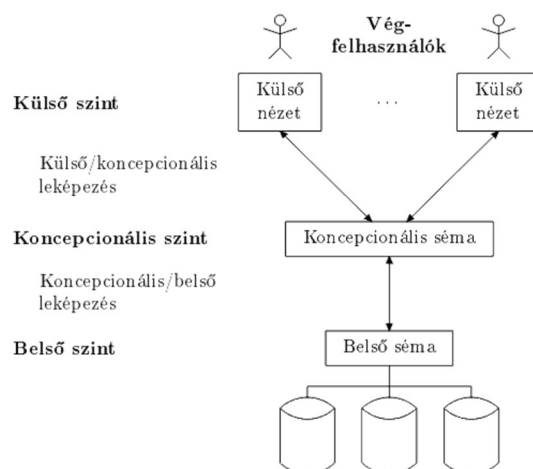 Vég-
felhasználók
Külső szint
Külső
nézet
. . .
Külső
nézet
Külső/koncepcionális
leképezés
Koncepcionális szint
Koncepcionális séma
Koncepcionális/belső
leképezés
Belső szint
Belső séma